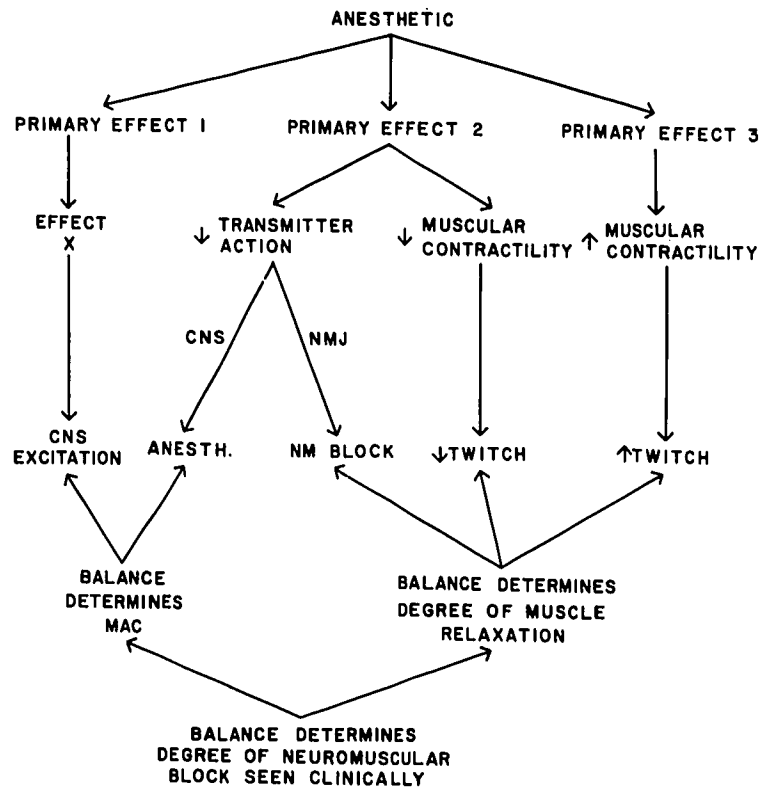 ANESTHETIC
PRIMARY EFFECT 1
PRIMARY EFFECT 2
PRIMARY EFFECT 3
EFFECT
X
↓ TRANSMITTER
ACTION
↓ MUSCULAR
CONTRACTILITY
↑ MUSCULAR
CONTRACTILITY
CNS
NMJ
CNS
EXCITATION
ANESTH.
NM BLOCK
↓TWITCH
↑TWITCH
BALANCE
DETERMINES
MAC
BALANCE DETERMINES
DEGREE OF MUSCLE
RELAXATION
BALANCE DETERMINES
DEGREE OF NEUROMUSCULAR
BLOCK SEEN CLINICALLY